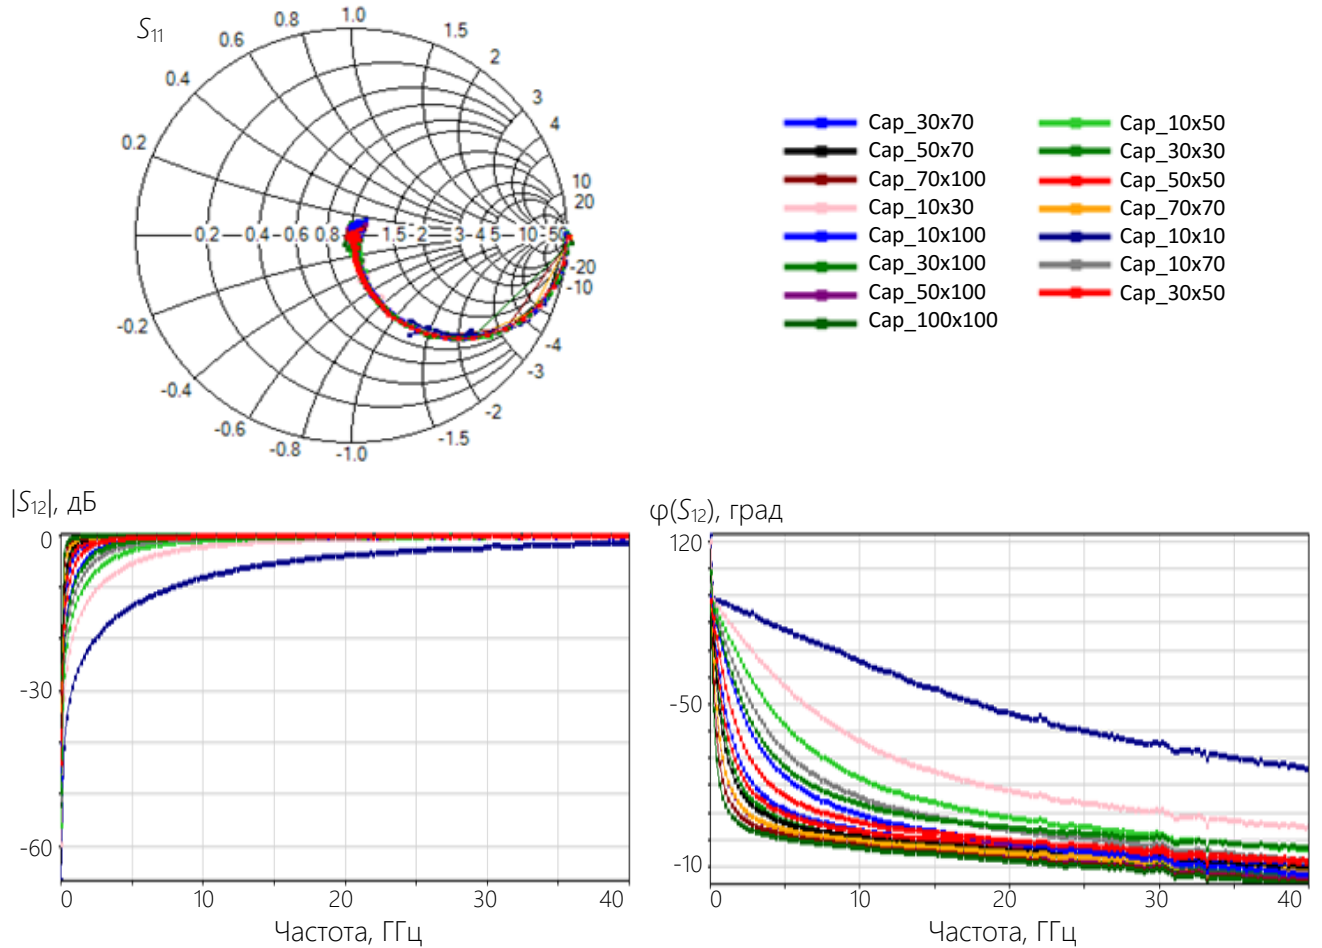 S11
1.0
0.8
1.5
0.6
2
0.4
3
4
0.2
10
20
0.2 0.4 0.6 0.8 1.5 2 3 4 5 10 50
-20
-10
-0.2
-4
-3
-0.4
-2
-0.6
-1.5
-0.8
-1.0
Cap_30x70
Cap_50x70
Cap_70x100
Cap_10x30
Cap_10x100
Cap_30x100
Cap_50x100
Cap_100x100
Cap_10x50
Cap_30x30
Cap_50x50
Cap_70x70
Cap_10x10
Cap_10x70
Cap_30x50
|S12|, дБ
0
-30
-60
0 10 20 30 40
Частота, ГГц
φ(S12), град
120
-50
-10
0 10 20 30 40
Частота, ГГц